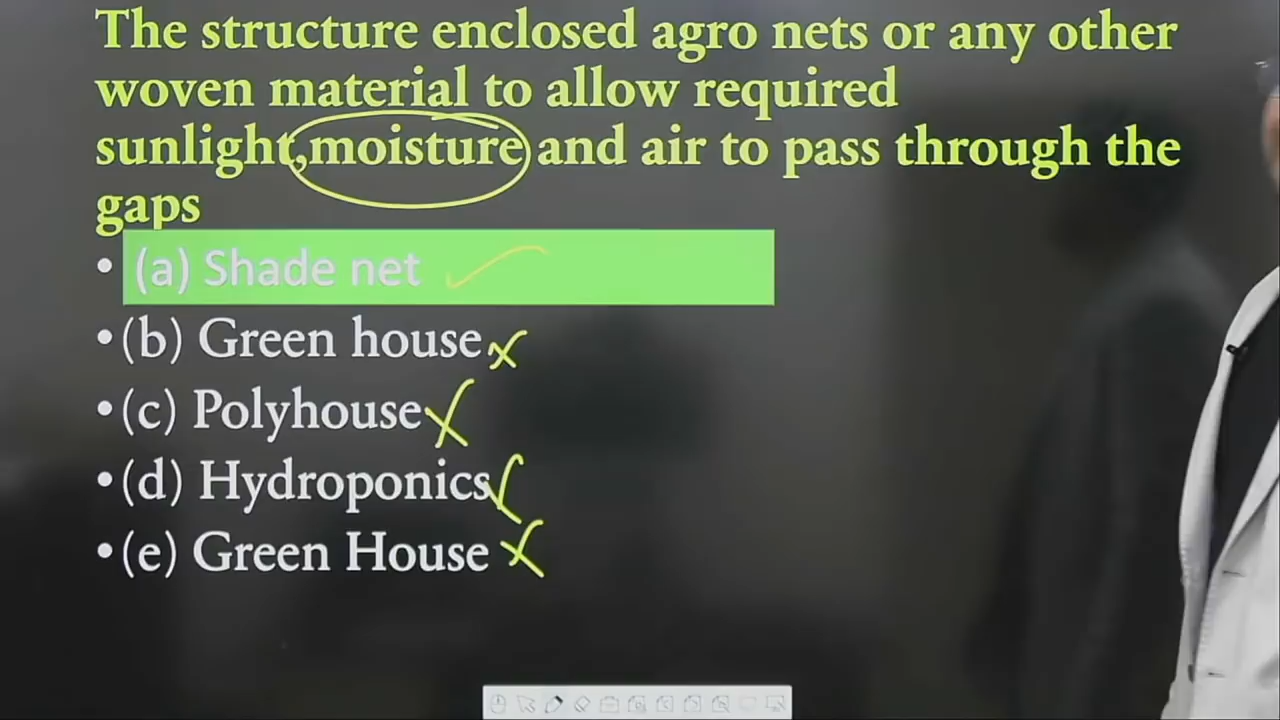 The structure enclosed agro nets or any other
woven material to allow required
sunlight,moisture and air to pass through the
gaps
• (a) Shade net
• (b) Green house
• (c) Polyhouse
• (d) Hydroponics
• (e) Green House